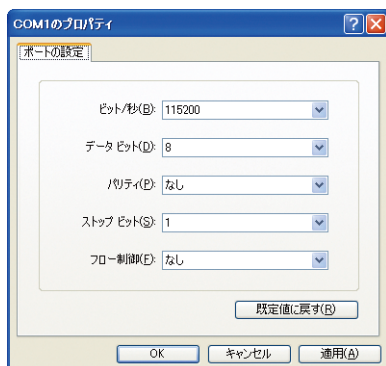 COM1のプロパティ
ポートの設定
ビット/秒(B): 115200
データ ビット(D): 8
パリティ(P): なし
ストップ ビット(S): 1
フロー制御(F): なし
既定値に戻す(R)
OK キャンセル 適用(A)